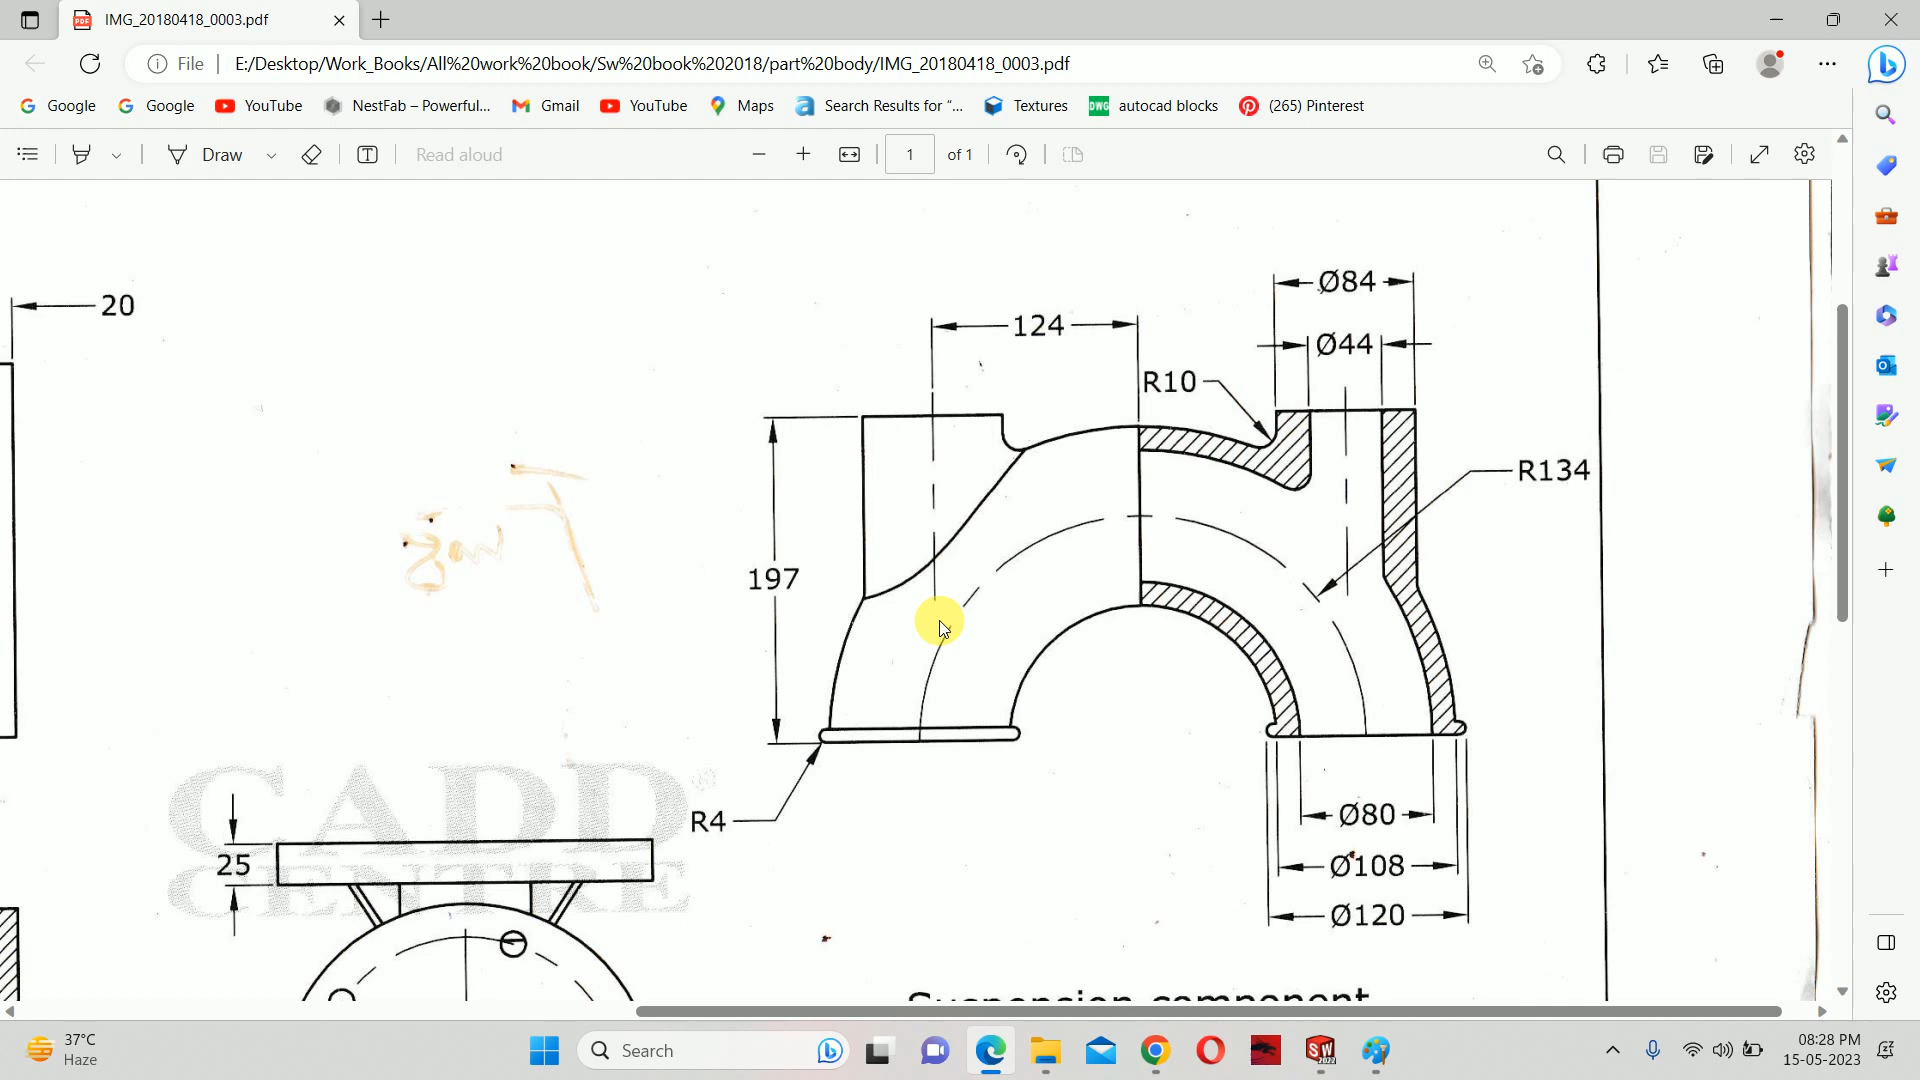 IMG_20180418_0003.pdf
File
E:/Desktop/Work_Books/All%20work%20book/Sw%20book%202018/part%20body/IMG_20180418_0003.pdf
Google
Google
YouTube
NestFab – Powerful...
Gmail
YouTube
Maps
Search Results for “...
Textures
DWG
autocad blocks
(265) Pinterest
Draw
Read aloud
1
of 1
20
Ø84
124
Ø44
R10
R134
197
R4
Ø80
Ø108
Ø120
CADD
CENTRE
25
Suspension component
37°C
Haze
Search
SW
2022
08:28 PM
15-05-2023